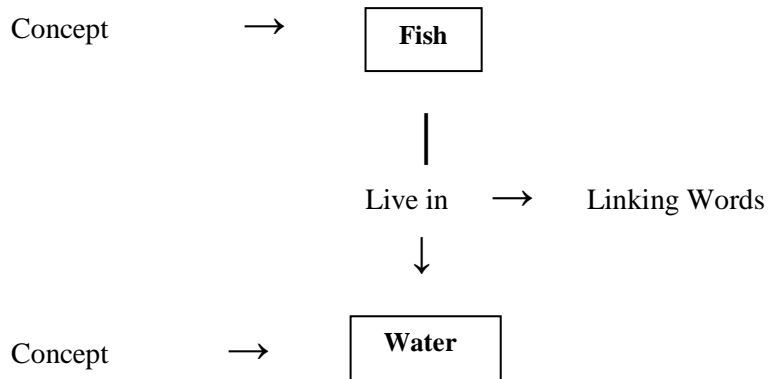 Concept → Fish
Live in → Linking Words
↓
Concept → Water